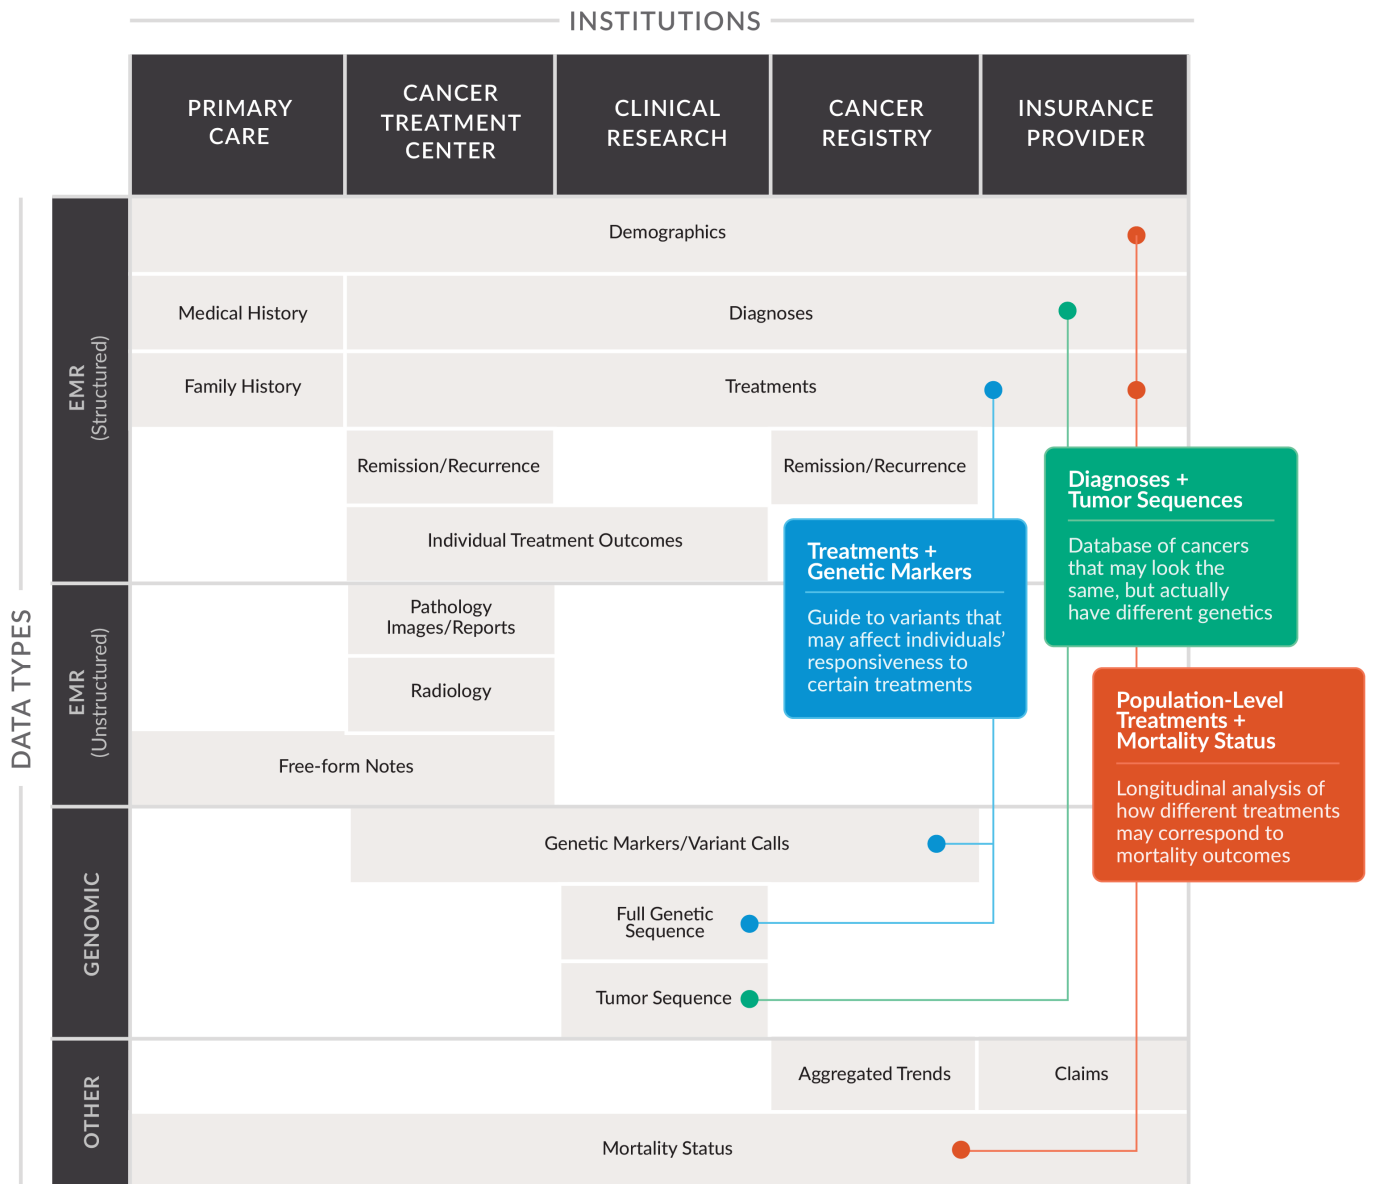 INSTITUTIONS
PRIMARY
CARE
CANCER
TREATMENT
CENTER
CLINICAL
RESEARCH
CANCER
REGISTRY
INSURANCE
PROVIDER
DATA TYPES
EMR
(Structured)
Demographics
Medical History
Diagnoses
Family History
Treatments
Remission/Recurrence
Remission/Recurrence
Individual Treatment Outcomes
Diagnoses +
Tumor Sequences
Database of cancers
that may look the
same, but actually
have different genetics
Treatments +
Genetic Markers
Guide to variants that
may affect individuals’
responsiveness to
certain treatments
EMR
(Unstructured)
Pathology
Images/Reports
Radiology
Free-form Notes
Population-Level
Treatments +
Mortality Status
Longitudinal analysis of
how different treatments
may correspond to
mortality outcomes
GENOMIC
Genetic Markers/Variant Calls
Full Genetic
Sequence
Tumor Sequence
OTHER
Aggregated Trends
Claims
Mortality Status